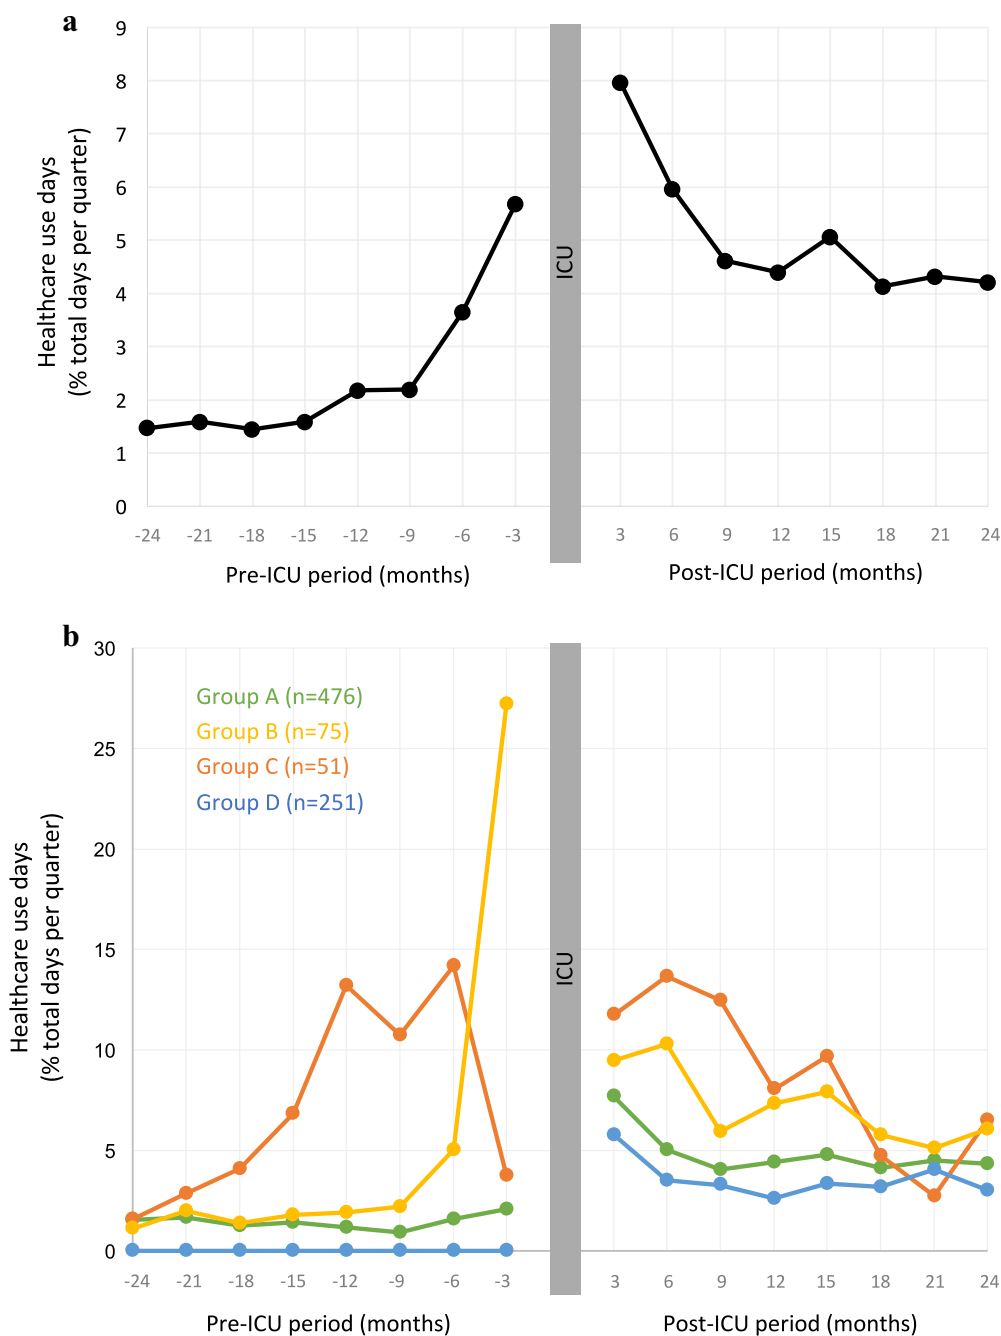 a
9
8
7
6
5
4
3
2
1
0
Healthcare use days
(% total days per quarter)
ICU
-24 -21 -18 -15 -12 -9 -6 -3
3 6 9 12 15 18 21 24
Pre-ICU period (months)
Post-ICU period (months)
b
30
25
20
15
10
5
0
Group A (n=476)
Group B (n=75)
Group C (n=51)
Group D (n=251)
Healthcare use days
(% total days per quarter)
ICU
-24 -21 -18 -15 -12 -9 -6 -3
3 6 9 12 15 18 21 24
Pre-ICU period (months)
Post-ICU period (months)